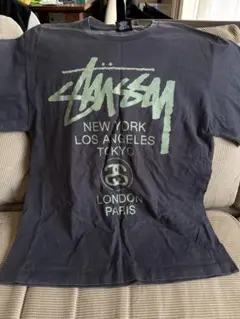 Stüssy
NEW YORK
LOS ANGELES
TOKYO
LONDON
PARIS